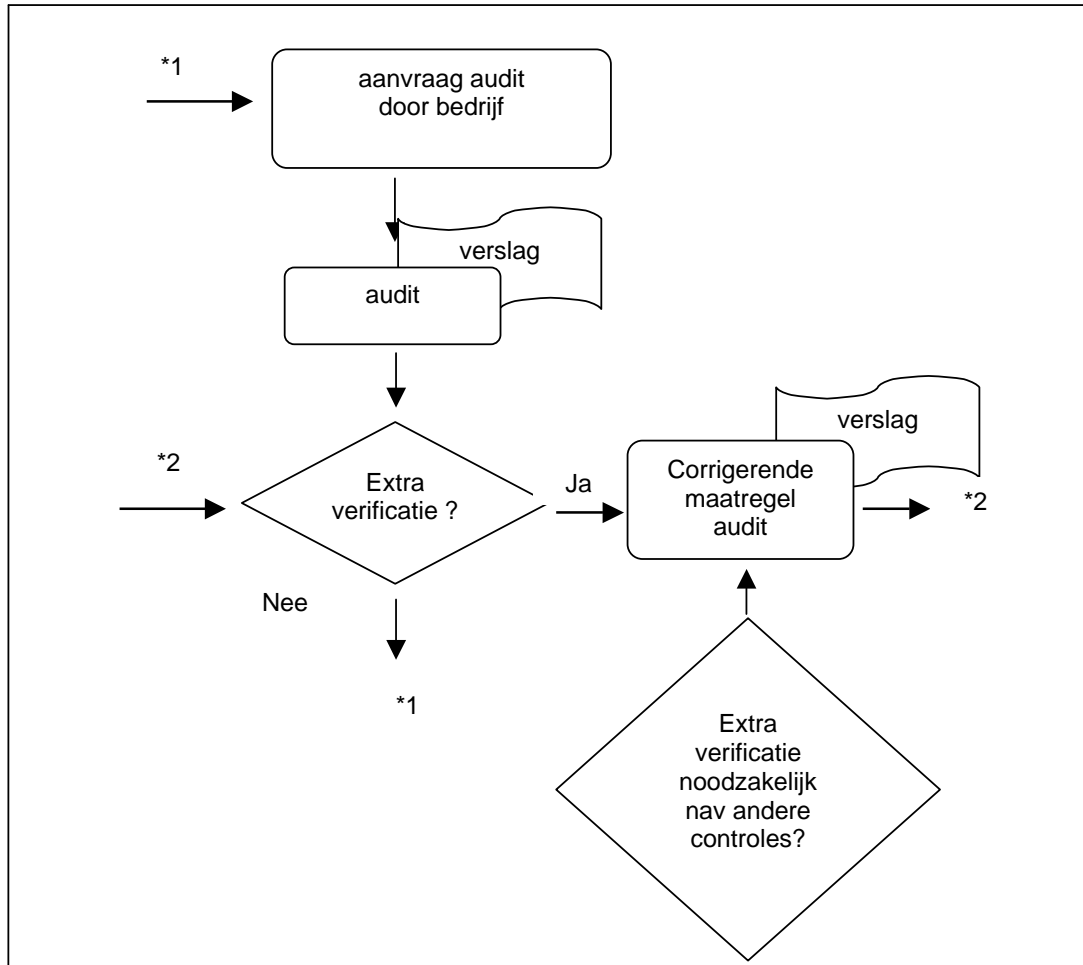 *1
aanvraag audit
door bedrijf
verslag
audit
*2
Extra
verificatie ?
Ja
verslag
Corrigerende
maatregel
audit
*2
Nee
*1
Extra
verificatie
noodzakelijk
nav andere
controles?